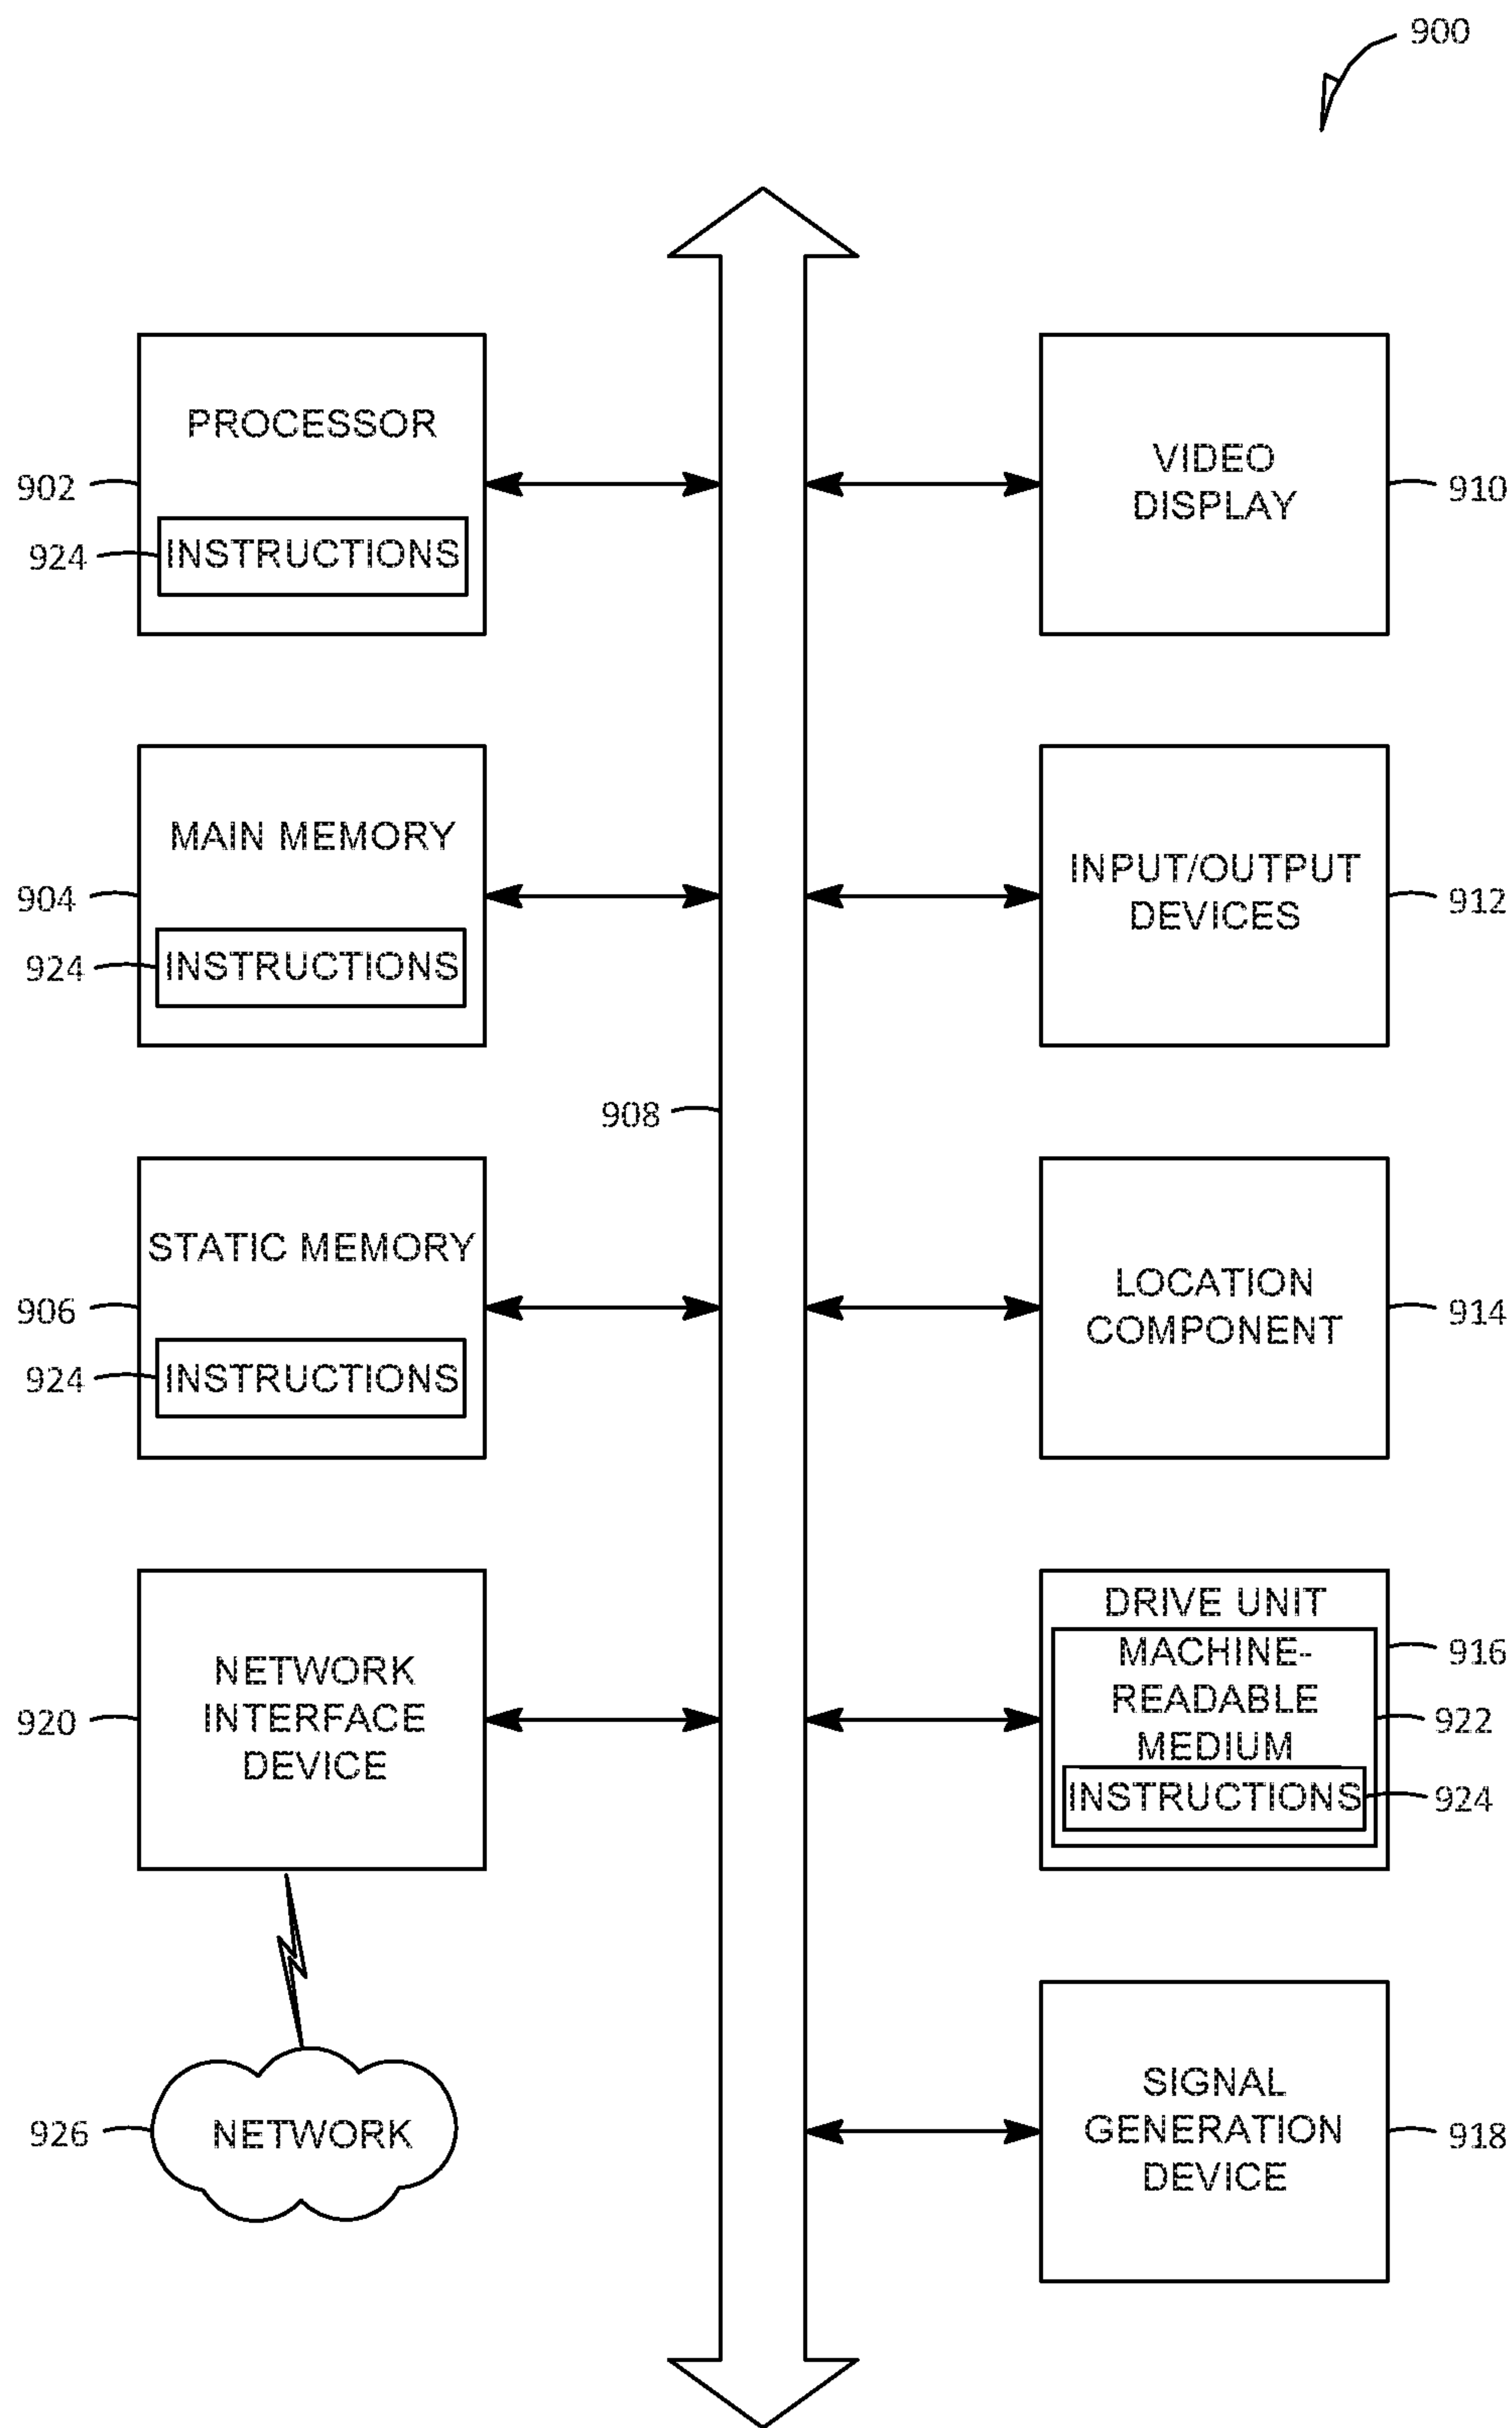 900
PROCESSOR
902
924
INSTRUCTIONS
VIDEO
DISPLAY
910
MAIN MEMORY
904
924
INSTRUCTIONS
INPUT/OUTPUT
DEVICES
912
908
STATIC MEMORY
906
924
INSTRUCTIONS
LOCATION
COMPONENT
914
NETWORK
INTERFACE
DEVICE
920
DRIVE UNIT
MACHINE-
READABLE
MEDIUM
INSTRUCTIONS
916
922
924
926
NETWORK
SIGNAL
GENERATION
DEVICE
918